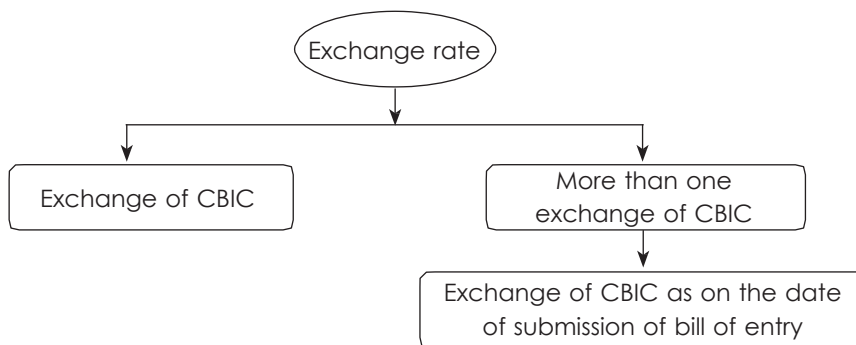 Exchange rate
Exchange of CBIC
More than one
exchange of CBIC
Exchange of CBIC as on the date
of submission of bill of entry